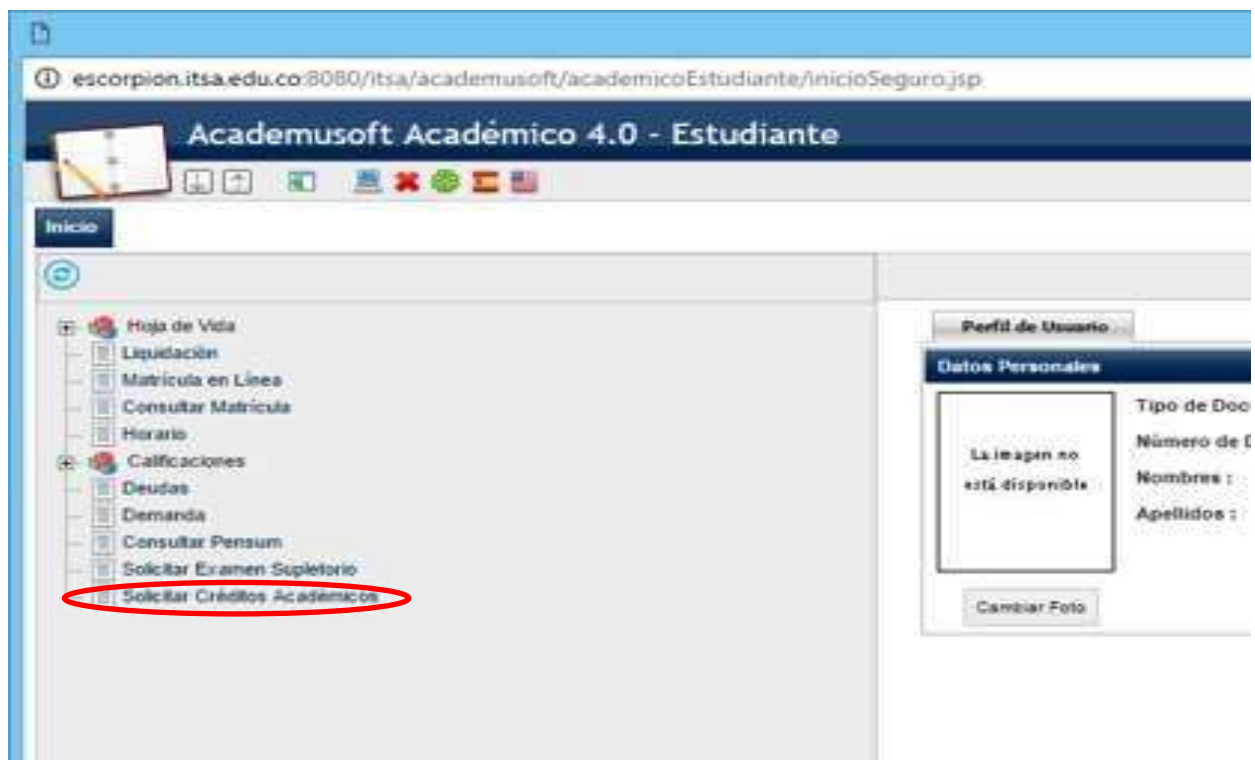 escorpion.itsa.edu.co:8080/itsa/academusoft/academicoEstudiante/inicioSeguro.jsp
Academusoft Académico 4.0 - Estudiante
Inicio
Hoja de Vida
Liquidación
Matrícula en Línea
Consultar Matrícula
Horario
Calificaciones
Deudas
Demanda
Consultar Pensum
Solicitar Examen Supletorio
Solicitar Créditos Académicos
Perfil de Usuario
Datos Personales
La imagen no
está disponible
Tipo de Doc
Número de D
Nombres :
Apellidos :
Cambiar Foto